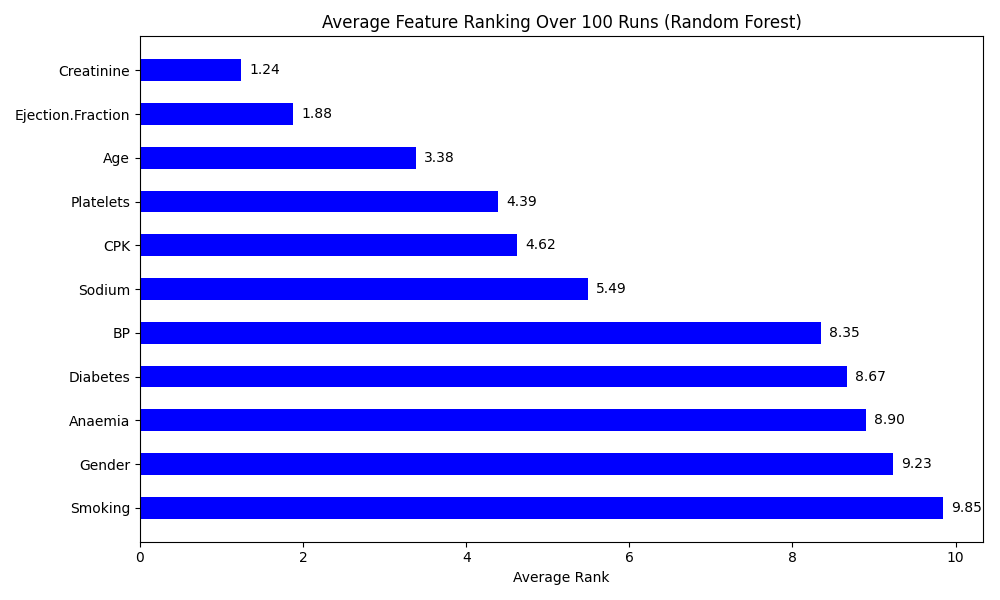 Average Feature Ranking Over 100 Runs (Random Forest)
Creatinine 1.24
Ejection.Fraction 1.88
Age 3.38
Platelets 4.39
CPK 4.62
Sodium 5.49
BP 8.35
Diabetes 8.67
Anaemia 8.90
Gender 9.23
Smoking 9.85
0 2 4 6 8 10
Average Rank